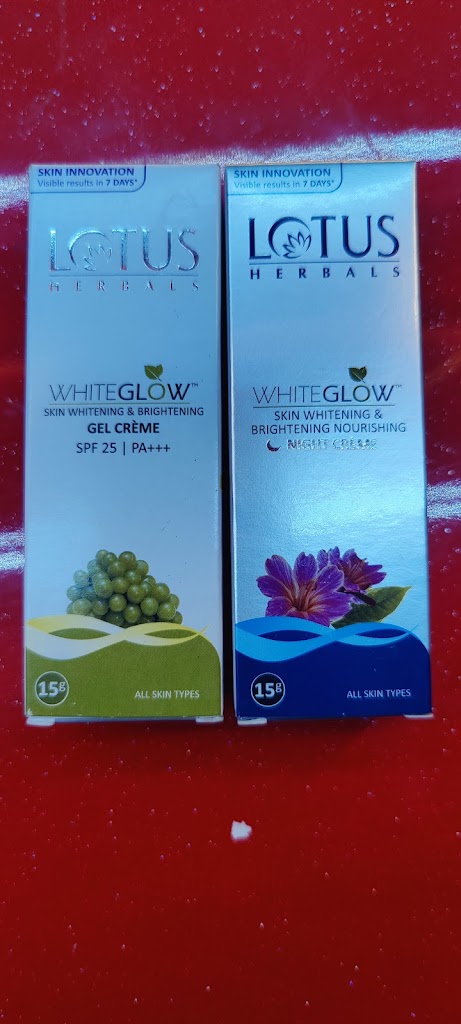 SKIN INNOVATION
Visible results in 7 DAYS*
LOTUS
HERBALS
WHITEGLOW™
SKIN WHITENING & BRIGHTENING
GEL CRÈME
SPF 25 | PA+++
15g
ALL SKIN TYPES
SKIN INNOVATION
Visible results in 7 DAYS*
LOTUS
HERBALS
WHITEGLOW™
SKIN WHITENING &
BRIGHTENING NOURISHING
NIGHT CRÈME
15g
ALL SKIN TYPES